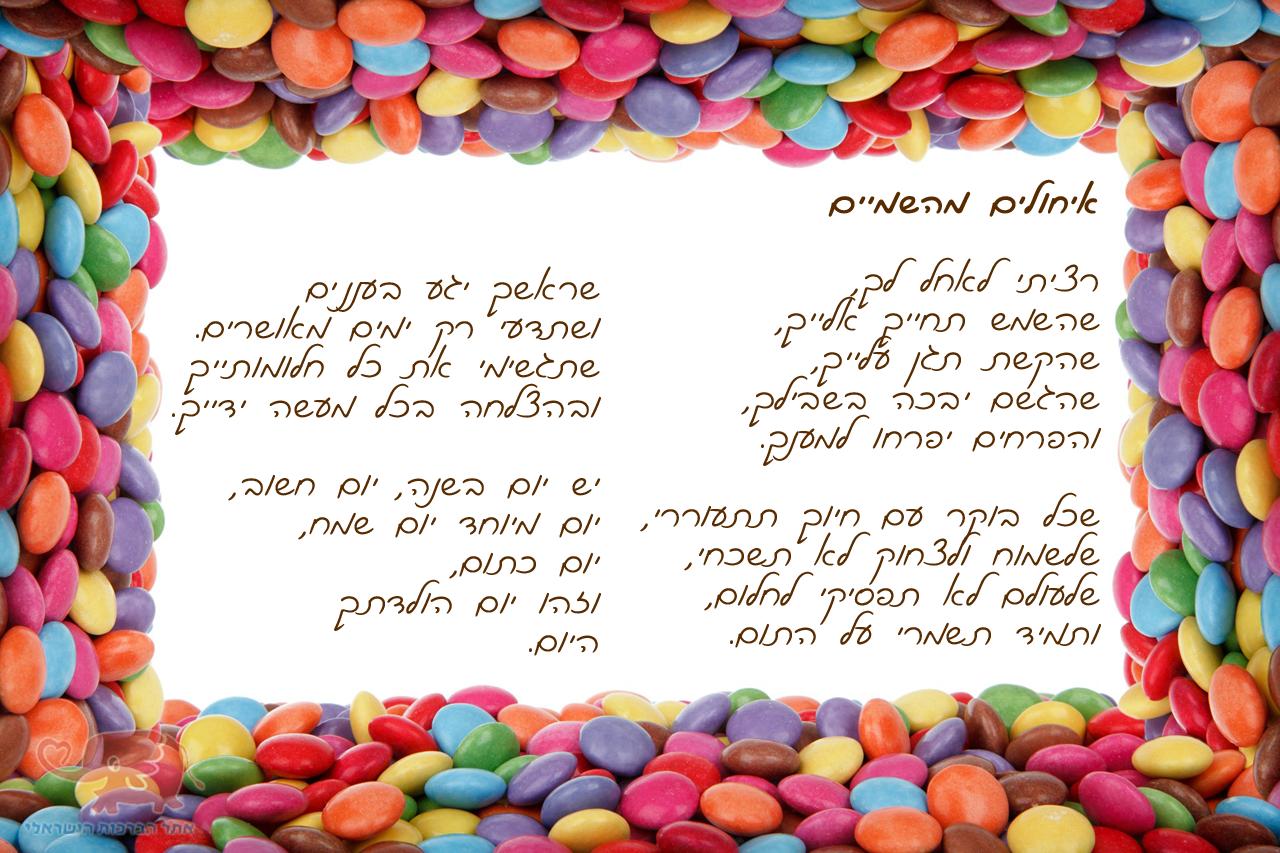 איחולים מהשמיים
רציתי לאחל לך,
שהשמש תחייך אלייך,
שהקשת תגן עלייך,
שהגשם יבכה בשבילך,
והפרחים יפרחו למענך.
שכל בוקר עם חיוך תתעוררי,
שלשמוח ולצחוק לא תשכחי,
שלעולם לא תפסיקי לחלום,
ותמיד תשמרי על התום.
שראשך יגע בעננים
ושתדעי רק ימים מאושרים.
שתגשימי את כל חלומותייך
ובהצלחה בכל מעשה ידייך.
יש יום בשנה, יום חשוב,
יום מיוחד יום שמח,
יום כתום,
וזהו יום הולדתך
היום.
אתר הברכות הישראלי